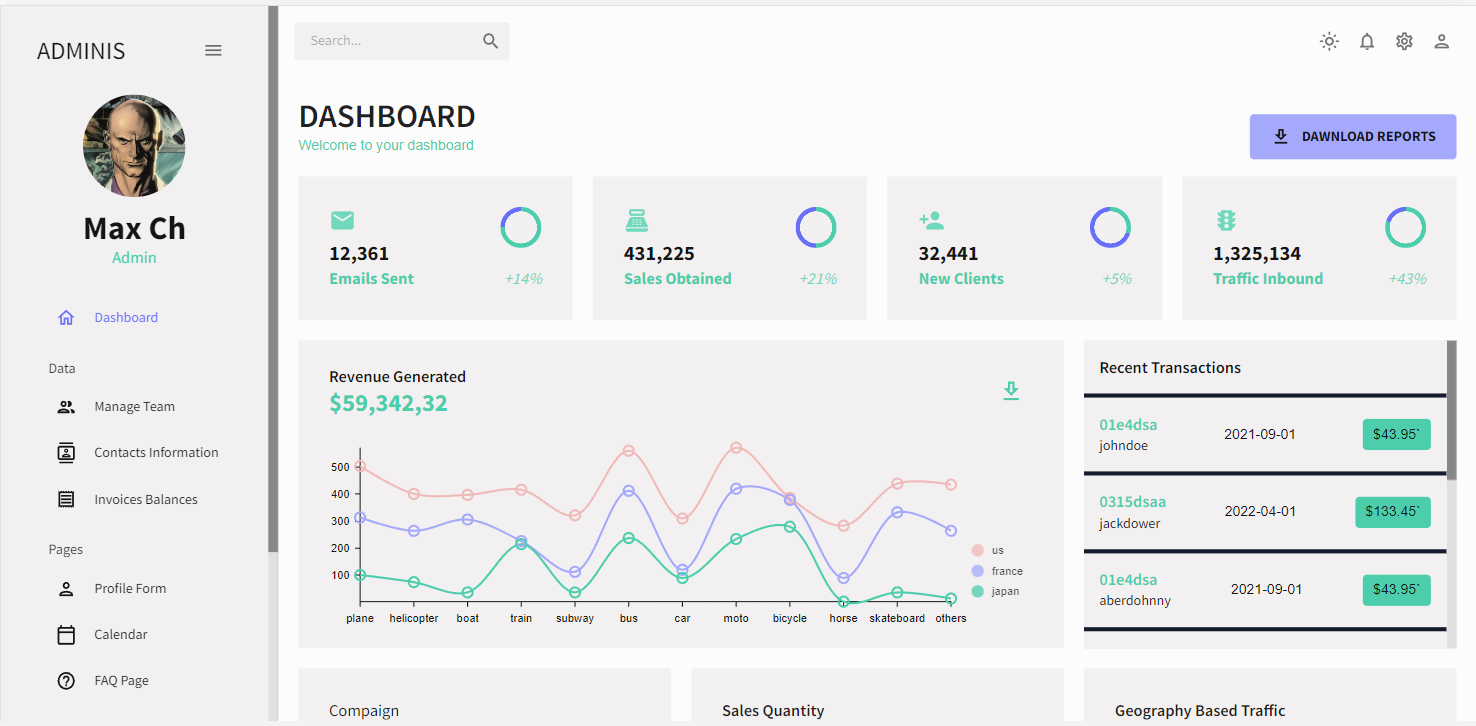 ADMINIS
Max Ch
Admin
Dashboard
Data
Manage Team
Contacts Information
Invoices Balances
Pages
Profile Form
Calendar
FAQ Page
Search...
DASHBOARD
Welcome to your dashboard
DAWNLOAD REPORTS
12,361
Emails Sent
+14%
431,225
Sales Obtained
+21%
32,441
New Clients
+5%
1,325,134
Traffic Inbound
+43%
Revenue Generated
$59,342,32
500
400
300
200
100
plane helicopter boat train subway bus car moto bicycle horse skateboard others
us
france
japan
Recent Transactions
01e4dsa
johndoe
2021-09-01
$43.95`
0315dsaa
jackdower
2022-04-01
$133.45`
01e4dsa
aberdohnny
2021-09-01
$43.95`
Compaign
Sales Quantity
Geography Based Traffic